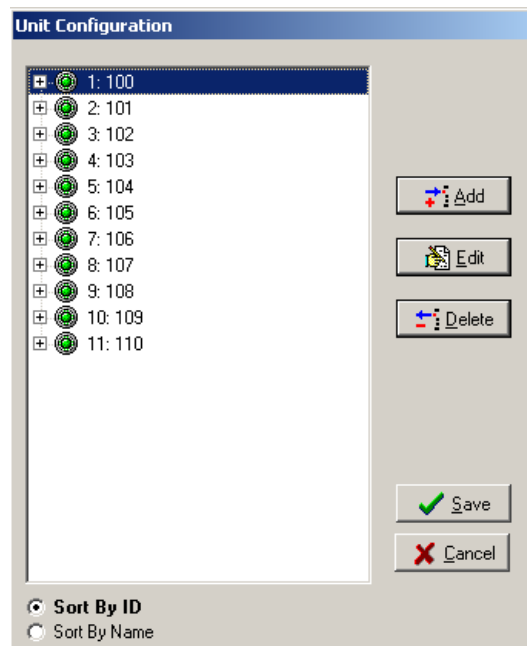 Unit Configuration
1: 100
2: 101
3: 102
4: 103
5: 104
6: 105
7: 106
8: 107
9: 108
10: 109
11: 110
Add
Edit
Delete
Save
Cancel
Sort By ID
Sort By Name